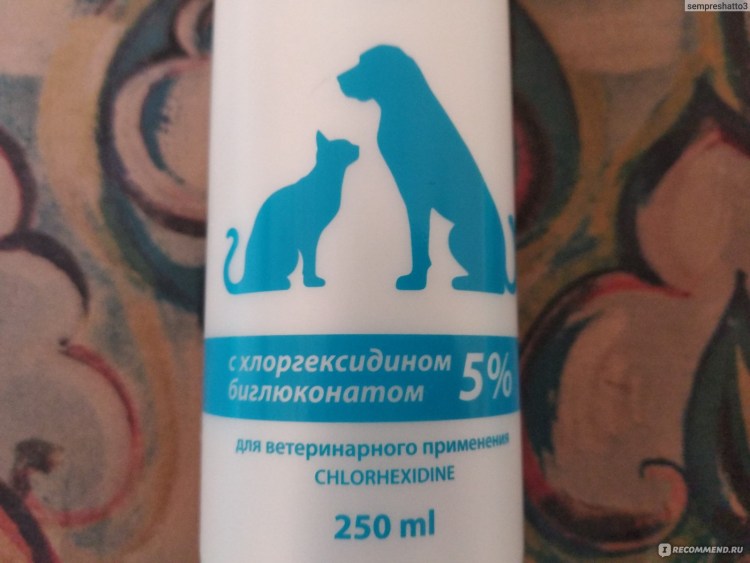 sempreshatto3
с хлоргексидином
биглюконатом 5%
для ветеринарного применения
CHLORHEXIDINE
250 ml
I RECOMMEND.RU